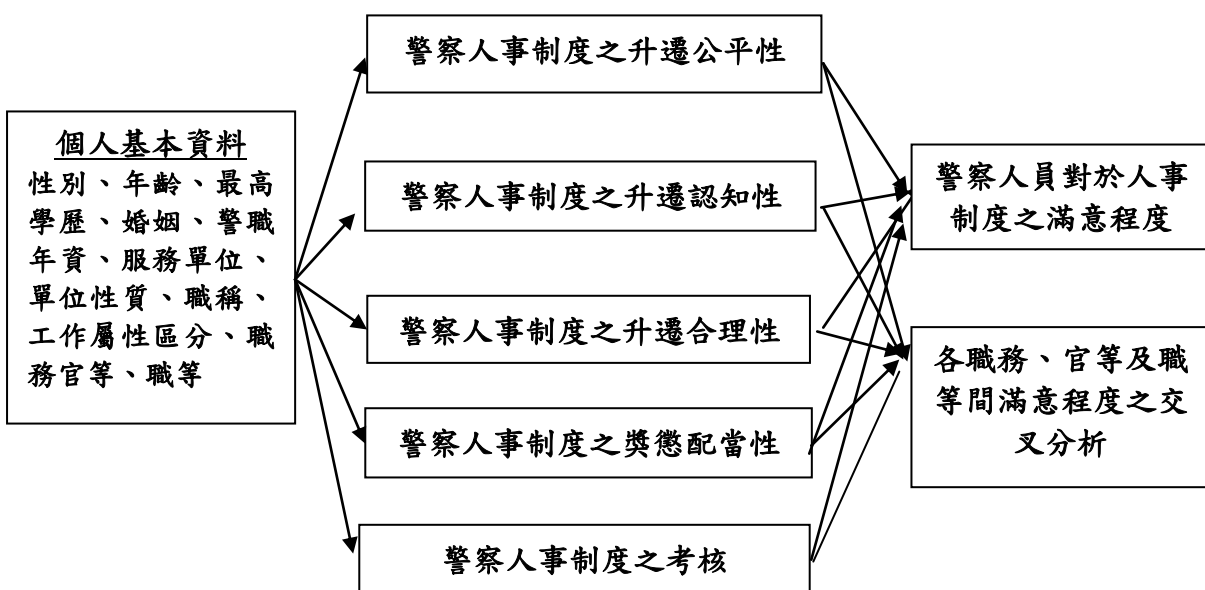 警察人事制度之升遷公平性
個人基本資料
性別、年齡、最高
學歷、婚姻、警職
年資、服務單位、
單位性質、職稱、
工作屬性區分、職
務官等、職等
警察人事制度之升遷認知性
警察人事制度之升遷合理性
警察人事制度之獎懲配當性
警察人事制度之考核
警察人員對於人事
制度之滿意程度
各職務、官等及職
等間滿意程度之交
叉分析